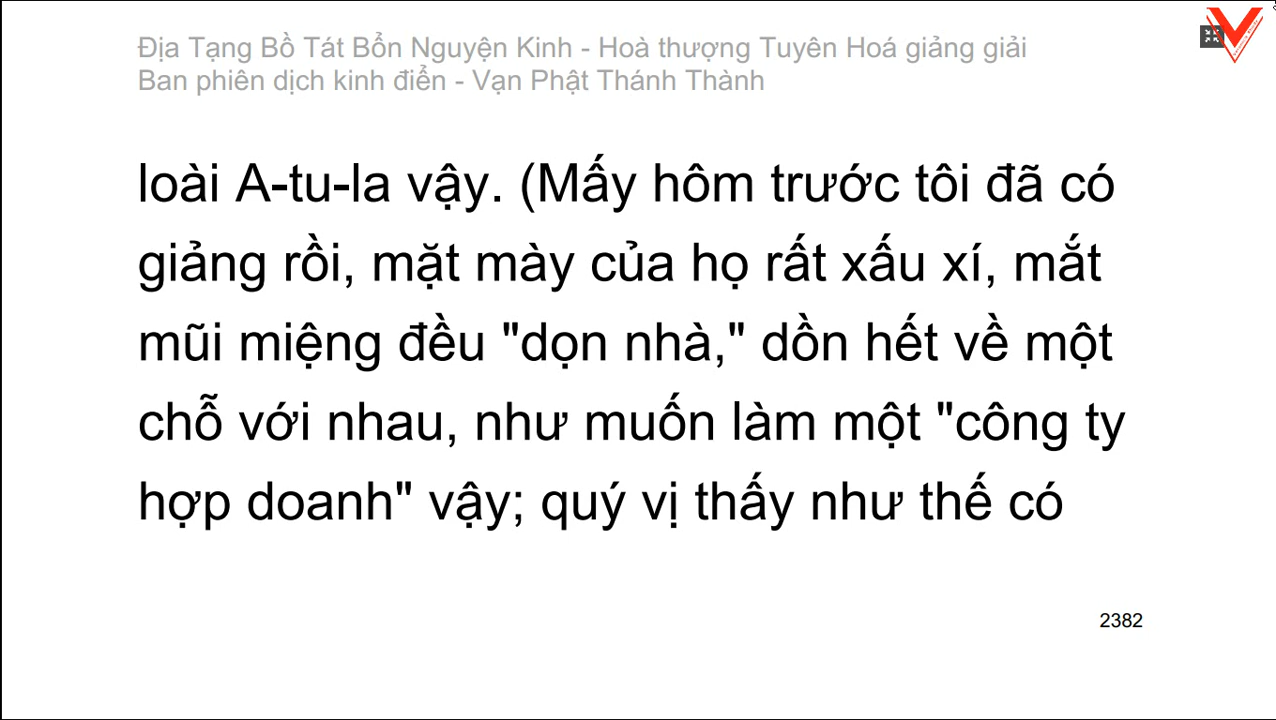 Địa Tạng Bồ Tát Bổn Nguyện Kinh - Hoà thượng Tuyên Hoá giảng giải
Ban phiên dịch kinh điển - Vạn Phật Thánh Thành
loài A-tu-la vậy. (Mấy hôm trước tôi đã có
giảng rồi, mặt mày của họ rất xấu xí, mắt
mũi miệng đều "dọn nhà," dồn hết về một
chỗ với nhau, như muốn làm một "công ty
hợp doanh" vậy; quý vị thấy như thế có
2382